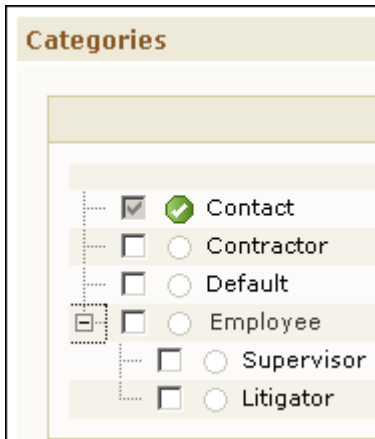 Categories
Contact
Contractor
Default
Employee
Supervisor
Litigator